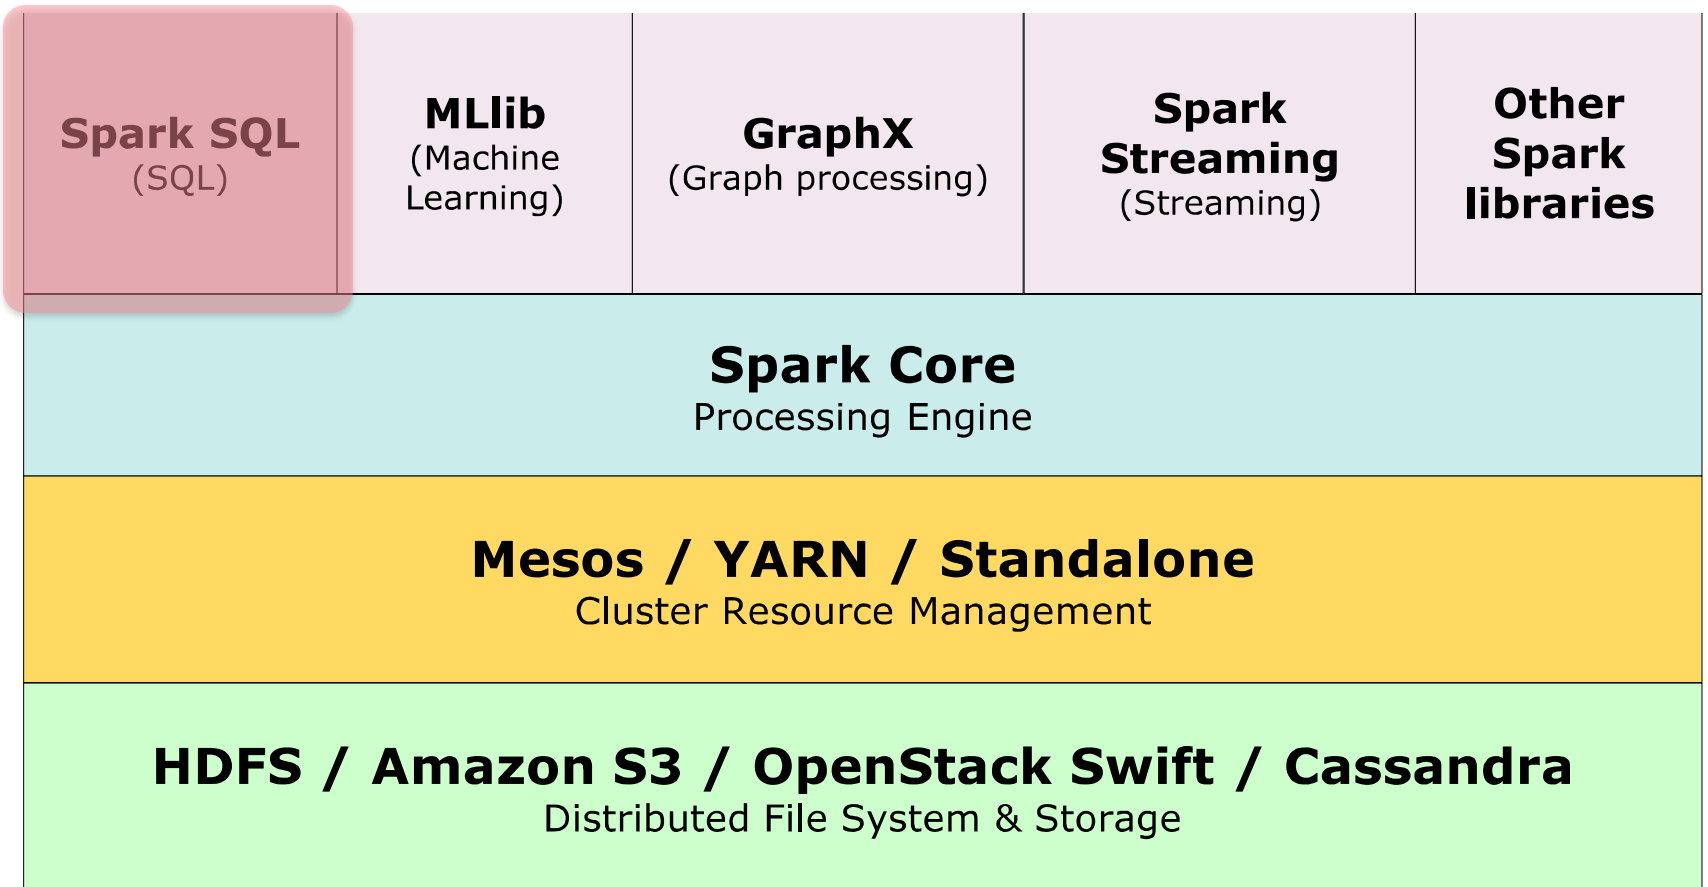 Spark SQL
(SQL)
MLlib
(Machine
Learning)
GraphX
(Graph processing)
Spark
Streaming
(Streaming)
Other
Spark
libraries
Spark Core
Processing Engine
Mesos / YARN / Standalone
Cluster Resource Management
HDFS / Amazon S3 / OpenStack Swift / Cassandra
Distributed File System & Storage